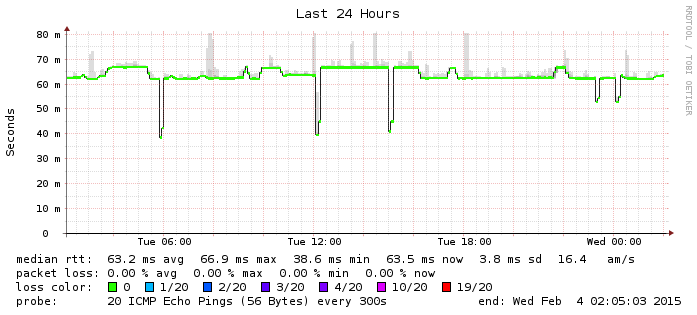 Last 24 Hours
RRDTOOL / TOBI OETIKER
Seconds
80 m
70 m
60 m
50 m
40 m
30 m
20 m
10 m
0
Tue 06:00 Tue 12:00 Tue 18:00 Wed 00:00
median rtt: 63.2 ms avg 66.9 ms max 38.6 ms min 63.5 ms now 3.8 ms sd 16.4 am/s
packet loss: 0.00 % avg 0.00 % max 0.00 % min 0.00 % now
loss color: 0 1/20 2/20 3/20 4/20 10/20 19/20
probe: 20 ICMP Echo Pings (56 Bytes) every 300s end: Wed Feb 4 02:05:03 2015